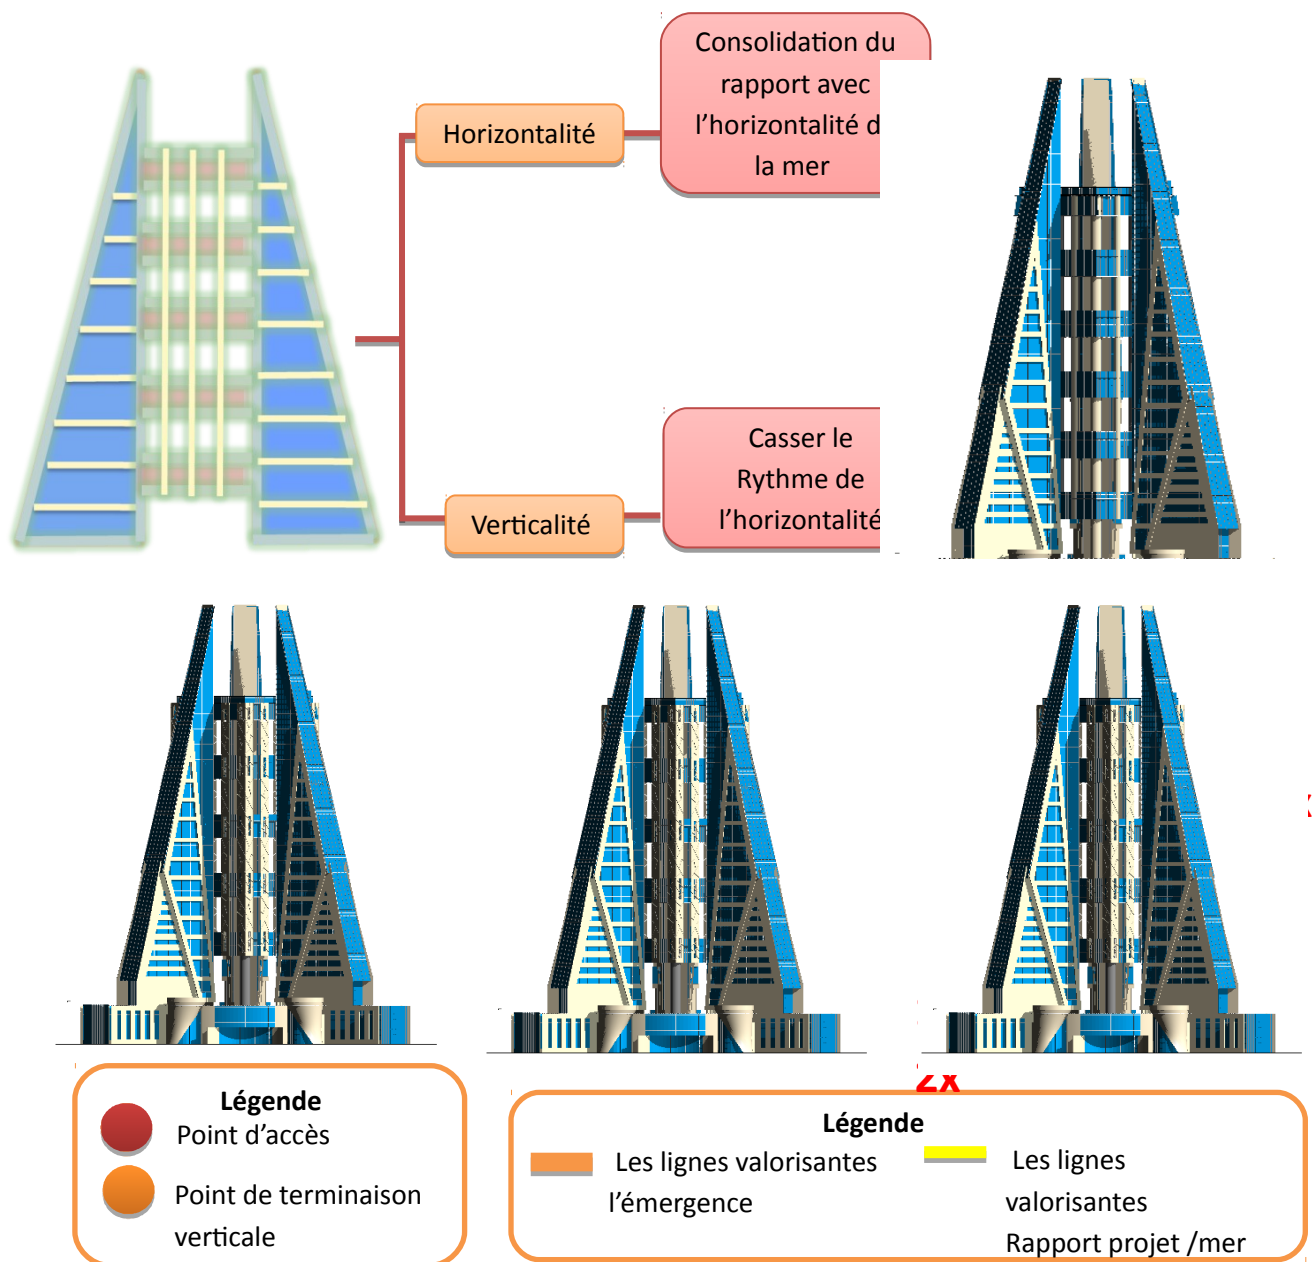 Consolidation du
rapport avec
l'horizontalité d
la mer
Horizontalité
Casser le
Rythme de
l'horizontalité
Verticalité
2x
Légende
Point d'accès
Point de terminaison
verticale
Légende
Les lignes valorisantes
l'émergence
Les lignes
valorisantes
Rapport projet /mer